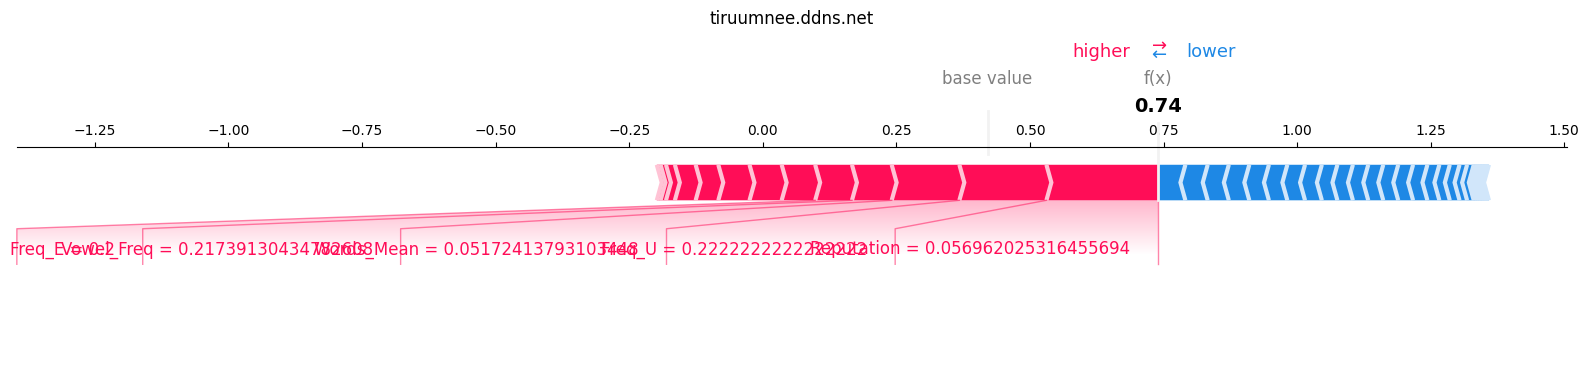 tiruumnee.ddns.net
higher ⇄ lower
base value f(x)
0.74
−1.25 −1.00 −0.75 −0.50 −0.25 0.00 0.25 0.50 0.75 1.00 1.25 1.50
Freq_E = 0.2 Vowel_Freq = 0.21739130434782608 Words_Mean = 0.05172413793103448 Freq_U = 0.2222222222222222 Reputation = 0.056962025316455694